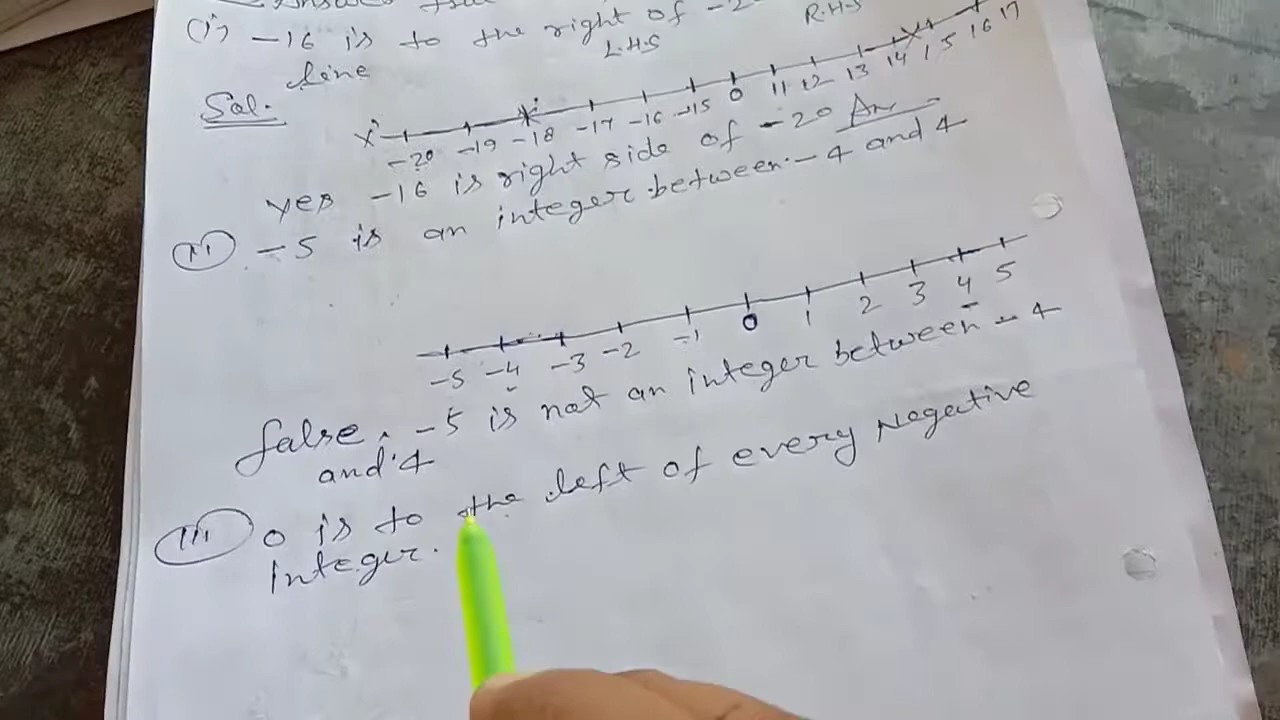 (i) -16 is to the right of -20
L.H.S R.H.S
line
Sol.
-20 -19 -18 -17 -16 -15 0 11 12 13 14 15 16 17
yes -16 is right side of -20 An
(ii) -5 is an integer between -4 and 4
-5 -4 -3 -2 -1 0 1 2 3 4 5
false. -5 is not an integer between -4
and 4
(iii) 0 is to the left of every Negative
integer.